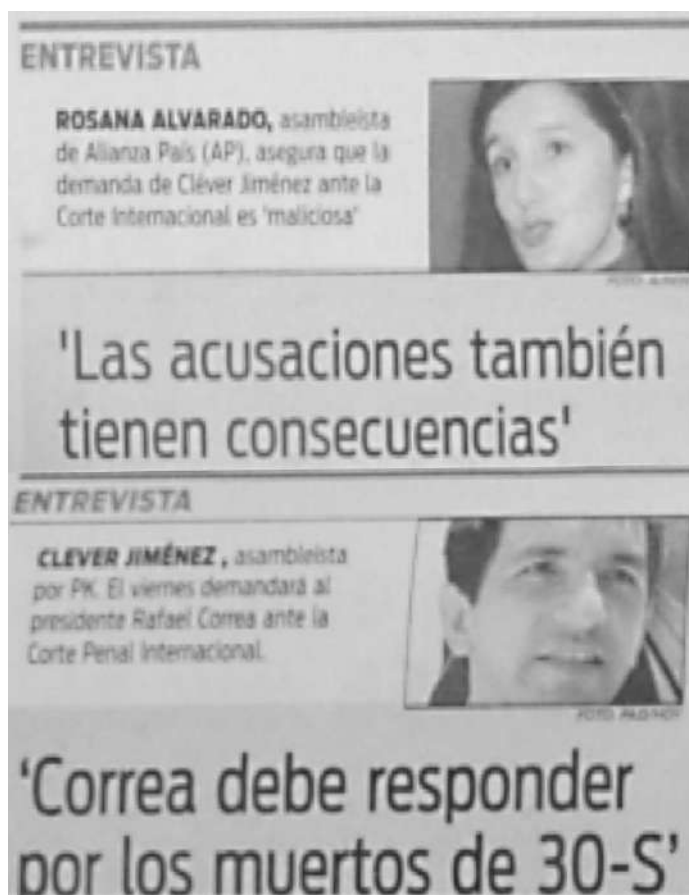 ENTREVISTA
ROSANA ALVARADO, asambleísta
de Alianza País (AP), asegura que la
demanda de Cléver Jiménez ante la
Corte Internacional es 'maliciosa'
FOTO:
'Las acusaciones también
tienen consecuencias'
ENTREVISTA
CLEVER JIMÉNEZ, asambleísta
por PK. El viernes demandará al
presidente Rafael Correa ante la
Corte Penal Internacional.
FOTO:
'Correa debe responder
por los muertos de 30-S'